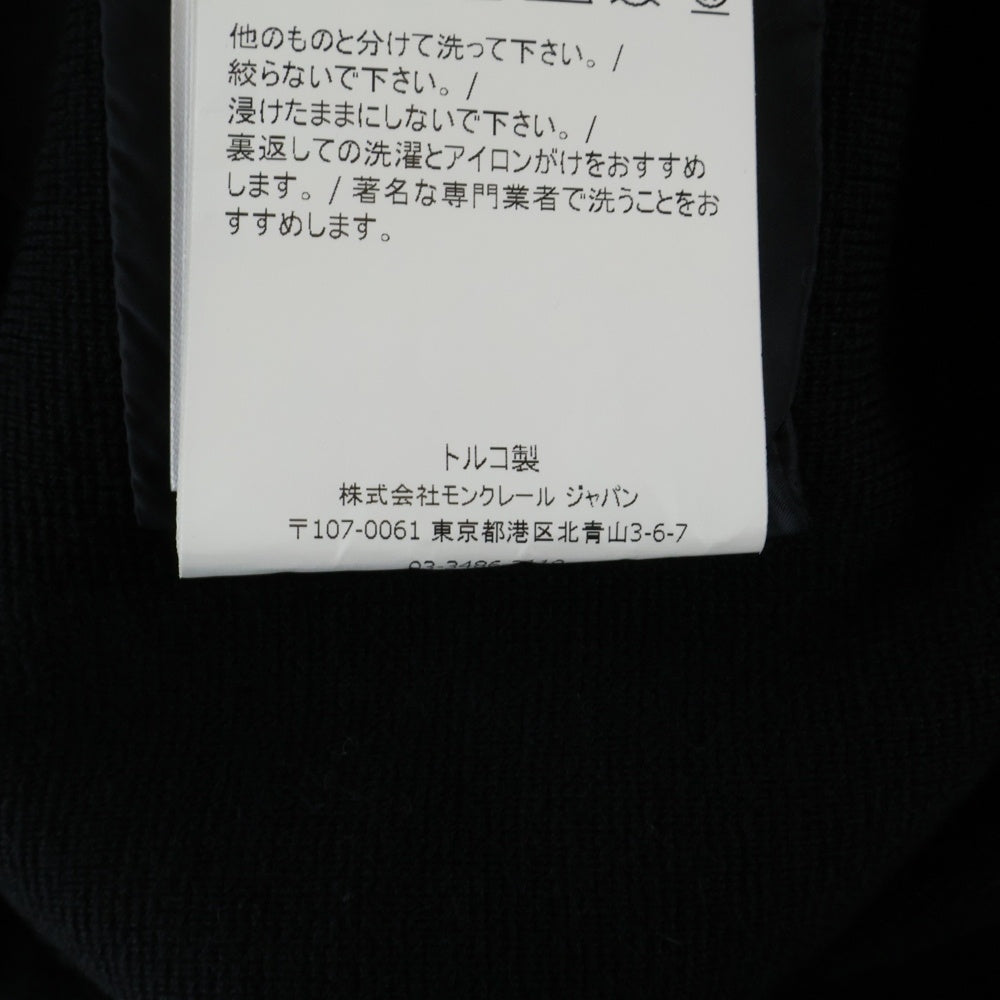 他のものと分けて洗って下さい。/
絞らないで下さい。/
浸けたままにしないで下さい。/
裏返しての洗濯とアイロンがけをおすすめ
します。/ 著名な専門業者で洗うことをお
すすめします。
トルコ製
株式会社モンクレール ジャパン
〒107-0061 東京都港区北青山3-6-7